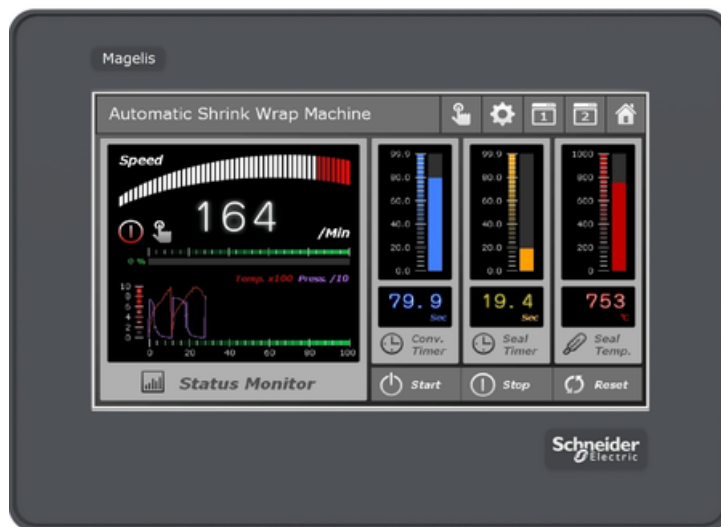 Magelis
Automatic Shrink Wrap Machine
1
2
Speed
164
/Min
0 %
Temp. x100 Press. /10
10
8
6
4
2
0
0 20 40 60 80 100
Status Monitor
99.9
80.0
60.0
40.0
20.0
0.0
79.9
Sec
Conv.
Timer
99.9
80.0
60.0
40.0
20.0
0.0
19.4
Sec
Seal
Timer
1000
800
600
400
200
0
753
℃
Seal
Temp.
Start
Stop
Reset
Schneider
Electric